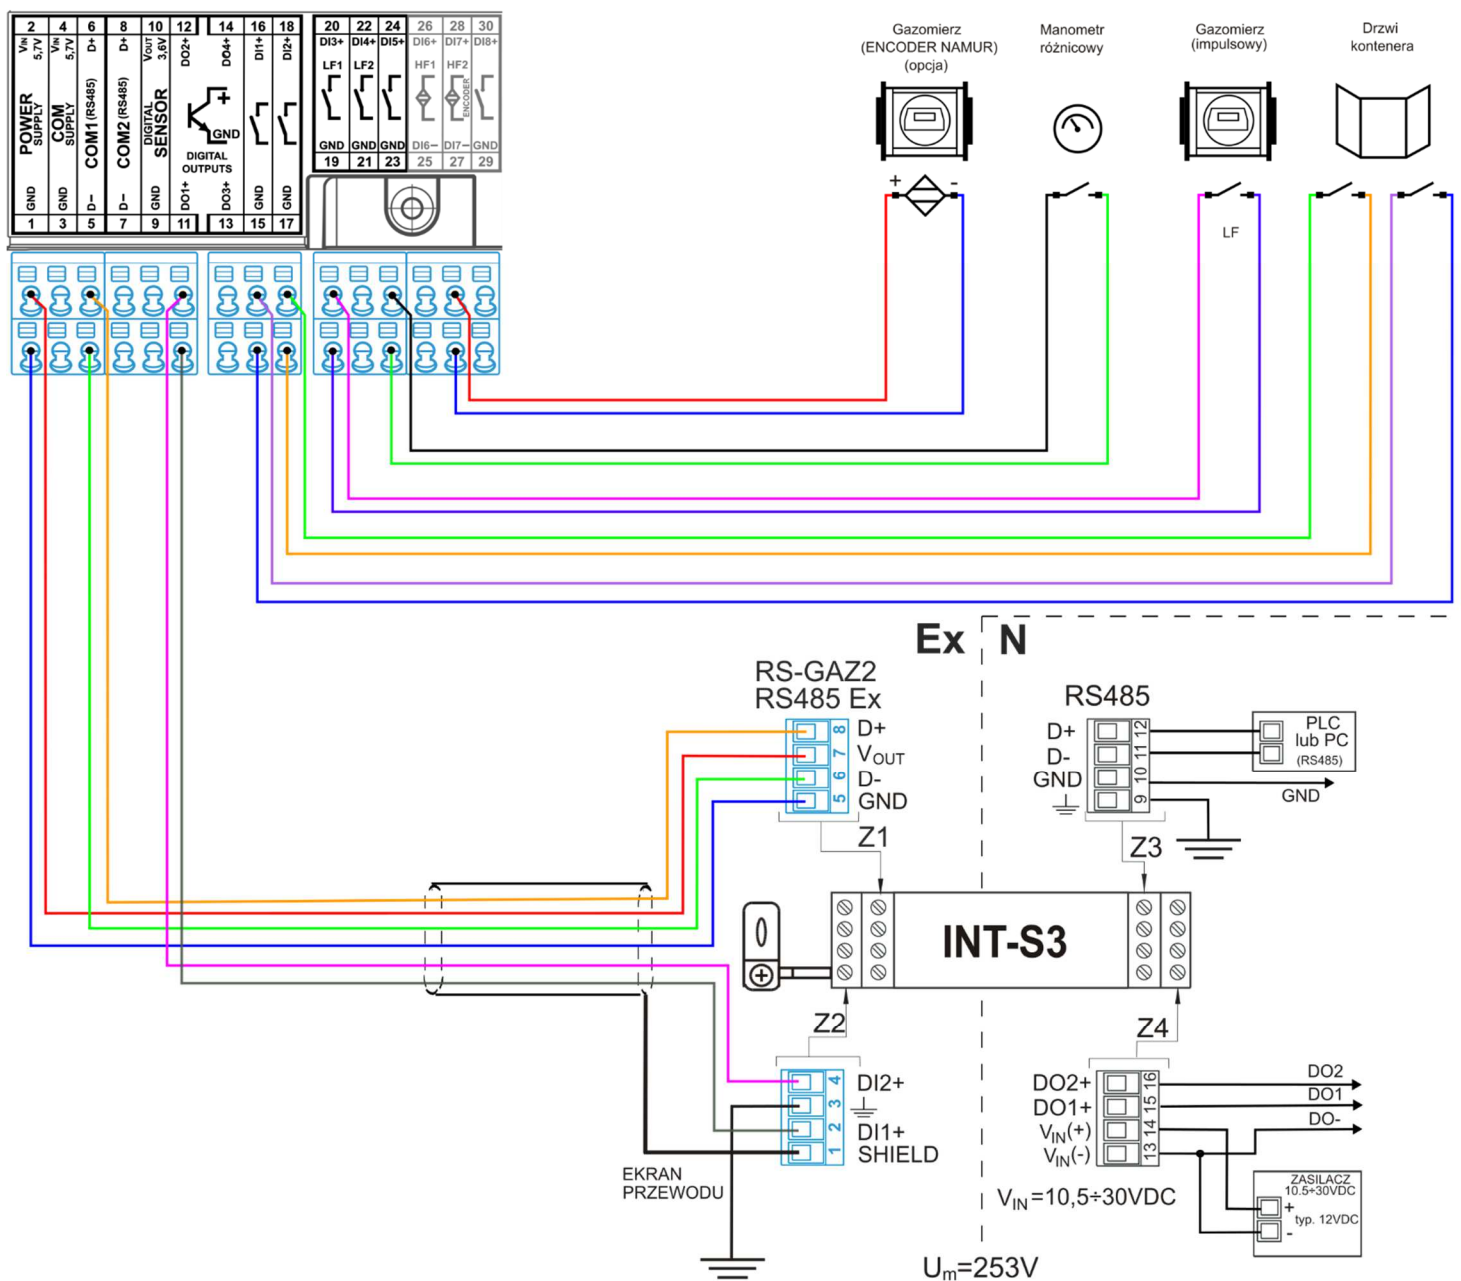 2 4 6 8 10 12 14 16 18
VIN 5,7V VIN 5,7V D+ D+ VOUT 3,6V DO2+ DO4+ DI1+ DI2+
POWER SUPPLY
COM SUPPLY
COM1 (RS485)
COM2 (RS485)
DIGITAL SENSOR
+
GND
DIGITAL
OUTPUTS
GND GND D– D– GND DO1+ DO3+ GND GND
1 3 5 7 9 11 13 15 17
20 22 24 26 28 30
DI3+ DI4+ DI5+ DI6+ DI7+ DI8+
LF1 LF2 HF1 HF2
ENCODER
GND GND GND DI6– DI7– GND
19 21 23 25 27 29
Gazomierz
(ENCODER NAMUR)
(opcja)
Manometr
różnicowy
Gazomierz
(impulsowy)
Drzwi
kontenera
+ -
LF
Ex N
RS-GAZ2
RS485 Ex
8 D+
7 VOUT
6 D-
5 GND
Z1
RS485
D+ 12
D- 11
GND 10
9
PLC
lub PC
(RS485)
GND
Z3
INT-S3
Z2
Z4
4 DI2+
3
2 DI1+
1 SHIELD
EKRAN
PRZEWODU
DO2+ 16
DO1+ 15
VIN(+) 14
VIN(-) 13
DO2
DO1
DO-
VIN=10,5÷30VDC
ZASILACZ
10.5÷30VDC
+
typ. 12VDC
-
Um=253V